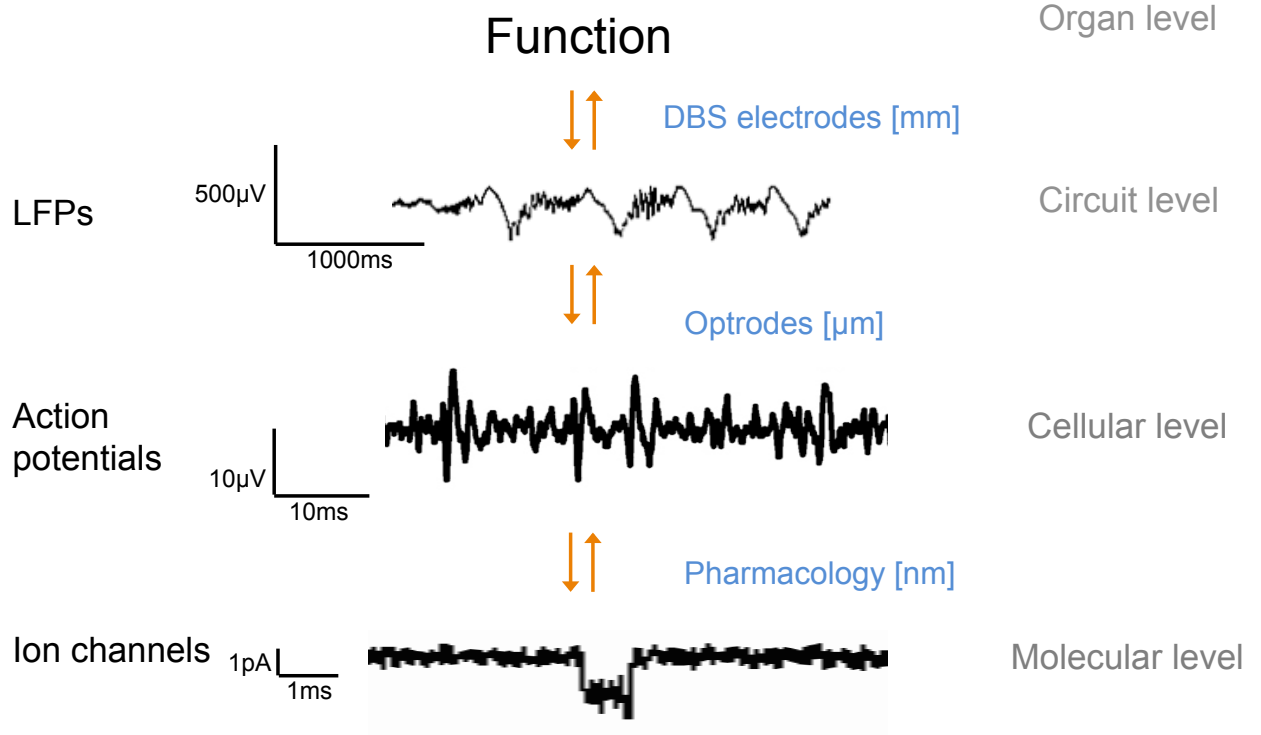 Function
Organ level
DBS electrodes [mm]
LFPs
500µV
1000ms
Circuit level
Optrodes [µm]
Action
potentials
10µV
10ms
Cellular level
Pharmacology [nm]
Ion channels
1pA
1ms
Molecular level